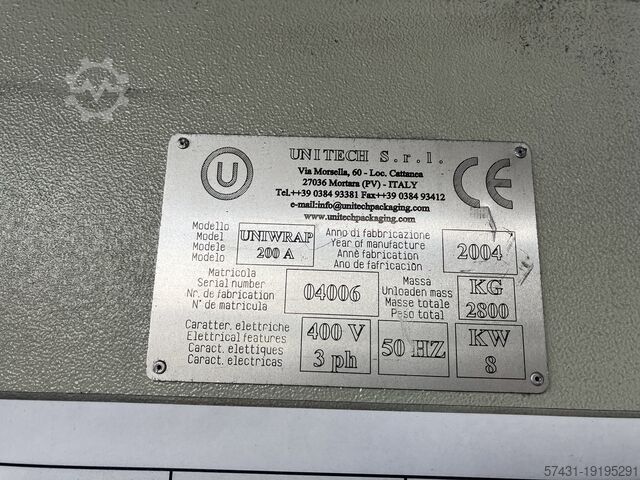 UNITECH S.r.l.
Via Morsella, 60 - Loc. Cattanea
27036 Mortara (PV) - ITALY
Tel.++39 0384 93381 Fax++39 0384 93412
e-mail:info@unitechpackaging.com
www.unitechpackaging.com
U
CE
Modello
Model
Modele
Modelo
UNIWRAP
200 A
Anno di fabbricazione
Year of manufacture
Annè fabrication
Ano de fafricaciòn
2004
Matricola
Serial number
Nr. de fabrication
N° de matricula
04006
Massa
Unloaden mass
Masse totale
Peso total
KG
2800
Caratter. elettriche
Elettrical features
Caract. elettiques
Caract. electricas
400 V
3 ph
50 HZ
KW
8
57431-19195291